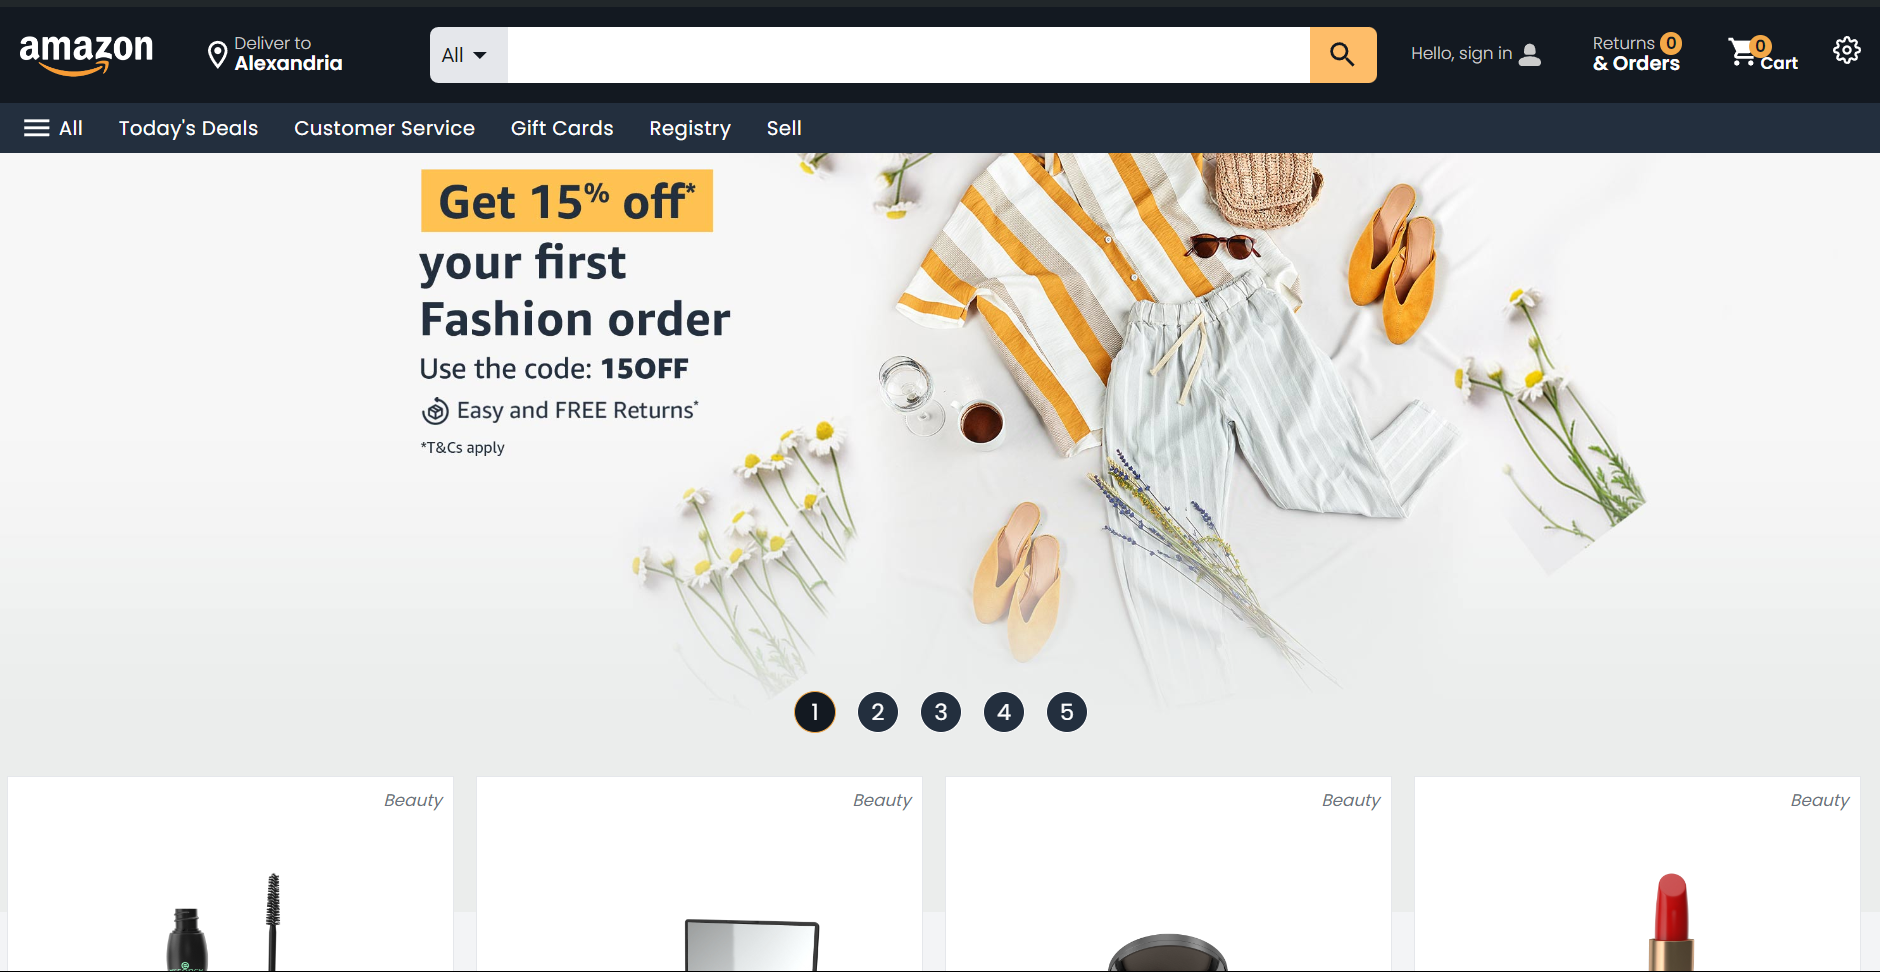 amazon
Deliver to
Alexandria
All
Hello, sign in
Returns 0
& Orders
0
Cart
All
Today's Deals
Customer Service
Gift Cards
Registry
Sell
Get 15% off*
your first
Fashion order
Use the code: 15OFF
Easy and FREE Returns*
*T&Cs apply
1
2
3
4
5
Beauty
Beauty
Beauty
Beauty